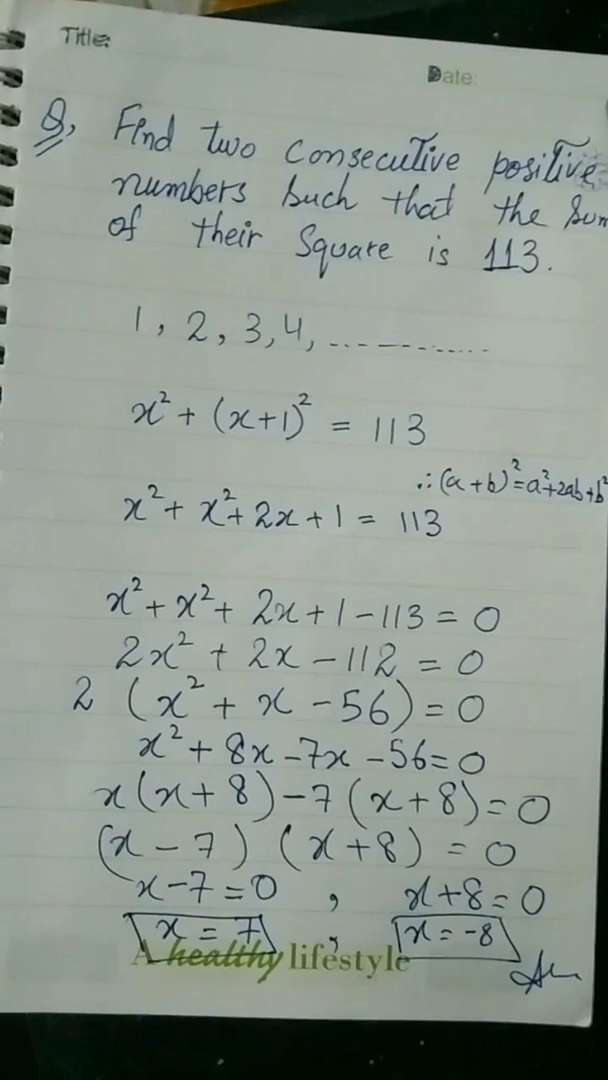 Title:
Date:
Q, Find two consecutive positive
numbers such that the sum
of their Square is 113.
1, 2, 3, 4, ..............
x² + (x+1)² = 113
∴ (a+b)² = a²+2ab+b²
x² + x² + 2x + 1 = 113
x² + x² + 2x + 1 - 113 = 0
2x² + 2x - 112 = 0
2 (x² + x - 56) = 0
x² + 8x - 7x - 56 = 0
x(x+8) - 7(x+8) = 0
(x - 7) (x+8) = 0
x-7 = 0 , x+8 = 0
x = 7 , x = -8
A healthy lifestyle